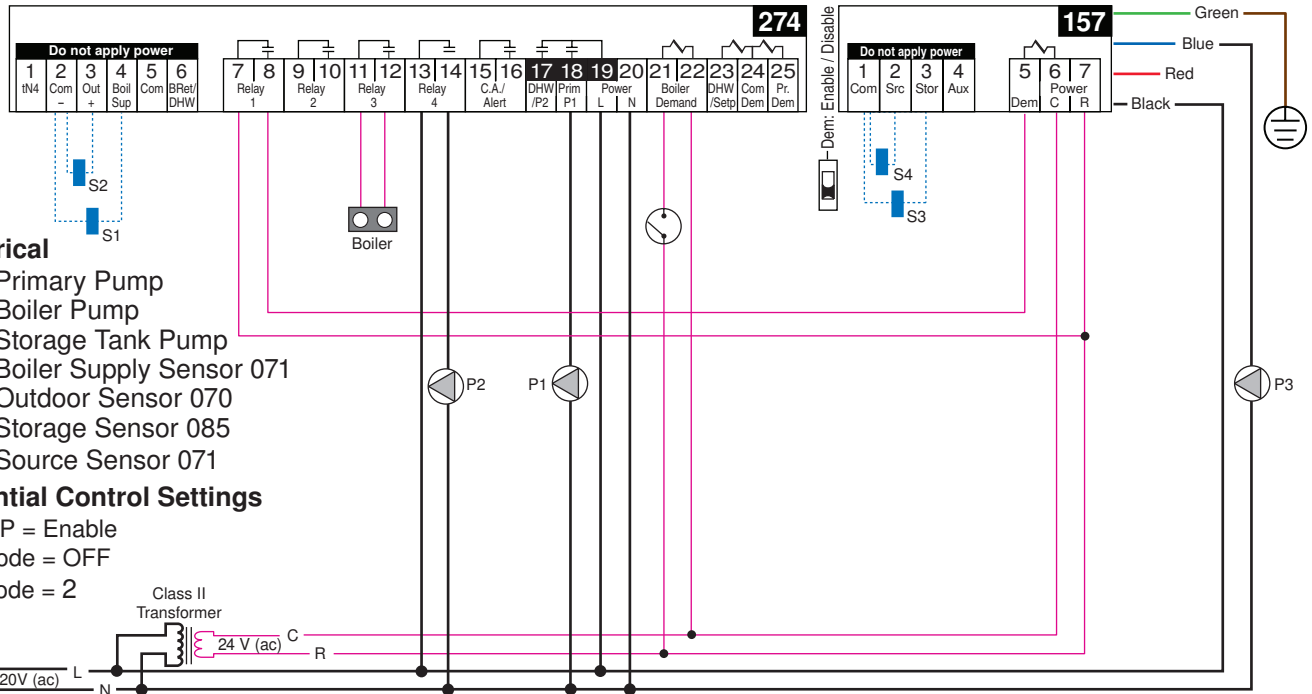 274
Do not apply power
1 2 3 4 5 6
tN4 Com Out Boil Com BRet/
− + Sup DHW
7 8 9 10 11 12 13 14 15 16 17 18 19 20 21 22 23 24 25
Relay Relay Relay Relay C.A./ DHW Prim Power Boiler DHW Com Pr.
1 2 3 4 Alert /P2 P1 L N Demand /Setp Dem Dem
Dem: Enable / Disable
157
Do not apply power
1 2 3 4
Com Src Stor Aux
5 6 7
Power
Dem C R
Green
Blue
Red
Black
S2
S1
S4
S3
Boiler
rical
Primary Pump
Boiler Pump
Storage Tank Pump
Boiler Supply Sensor 071
Outdoor Sensor 070
Storage Sensor 085
Source Sensor 071
P2
P1
P3
ntial Control Settings
P = Enable
ode = OFF
ode = 2
Class II
Transformer
24 V (ac)
C
R
20V (ac)
L
N